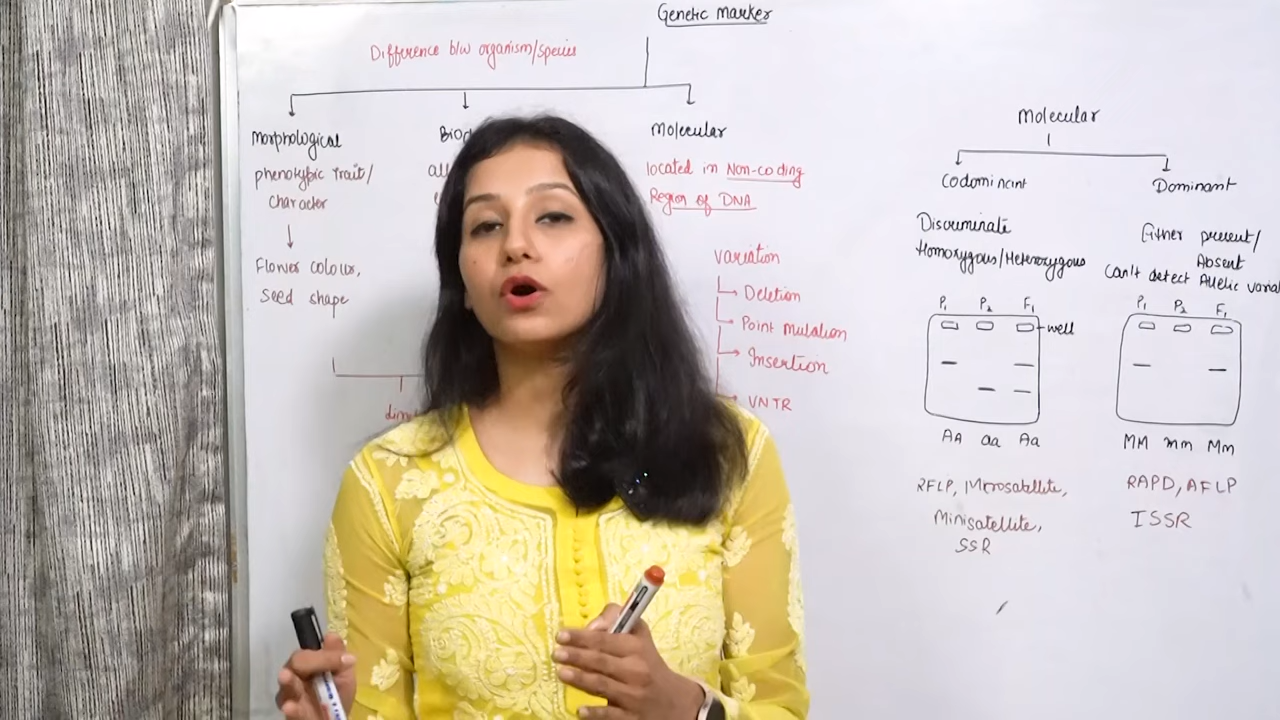 Genetic Marker
Difference b/w organism/species
Morphological
phenotypic trait/
Character
Flower colour,
Seed shape
Molecular
located in Non-coding
Region of DNA
variation
Deletion
Point mutation
Insertion
VNTR
Molecular
Codominant
Discriminate
Homozygous/Heterozygous
P₁ P₂ F₁
well
AA aa Aa
RFLP, Microsatellite,
Minisatellite,
SSR
Dominant
Either present/
Absent
Can't detect Allelic
P₁ P₂ F₁
MM mm Mm
RAPD, AFLP
ISSR